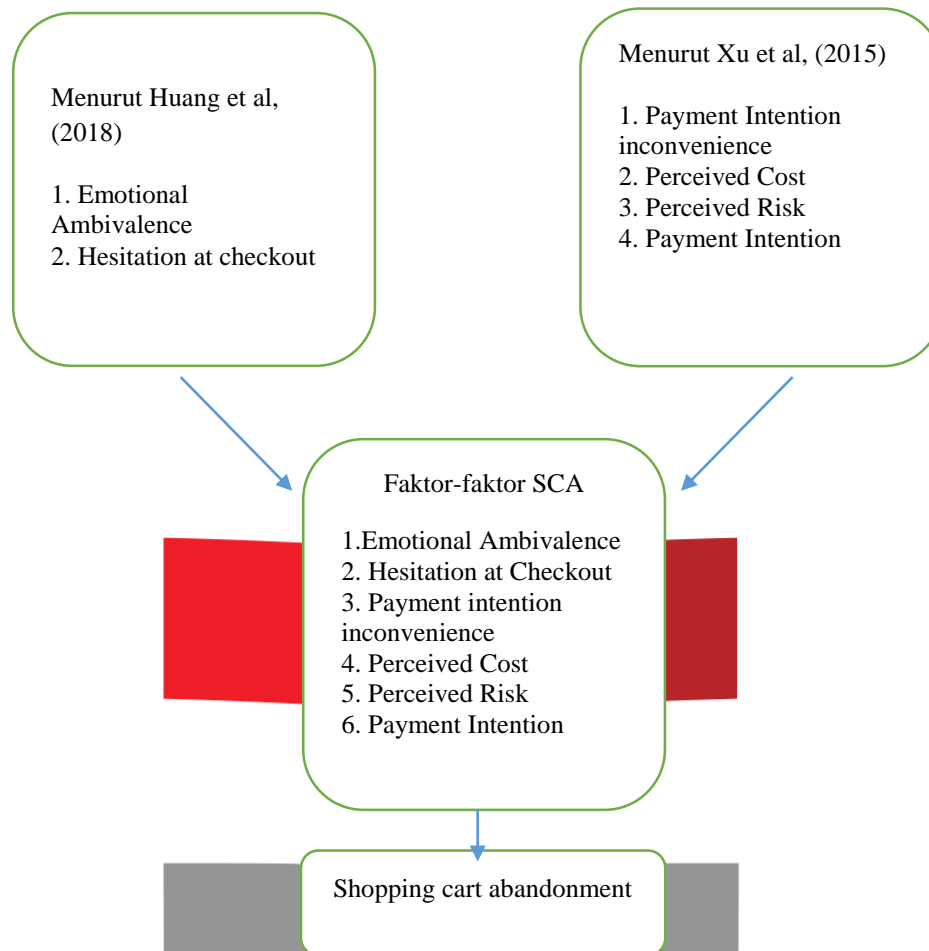 Menurut Huang et al,
(2018)
1. Emotional
Ambivalence
2. Hesitation at checkout
Menurut Xu et al, (2015)
1. Payment Intention
inconvenience
2. Perceived Cost
3. Perceived Risk
4. Payment Intention
Faktor-faktor SCA
1.Emotional Ambivalence
2. Hesitation at Checkout
3. Payment intention
inconvenience
4. Perceived Cost
5. Perceived Risk
6. Payment Intention
Shopping cart abandonment